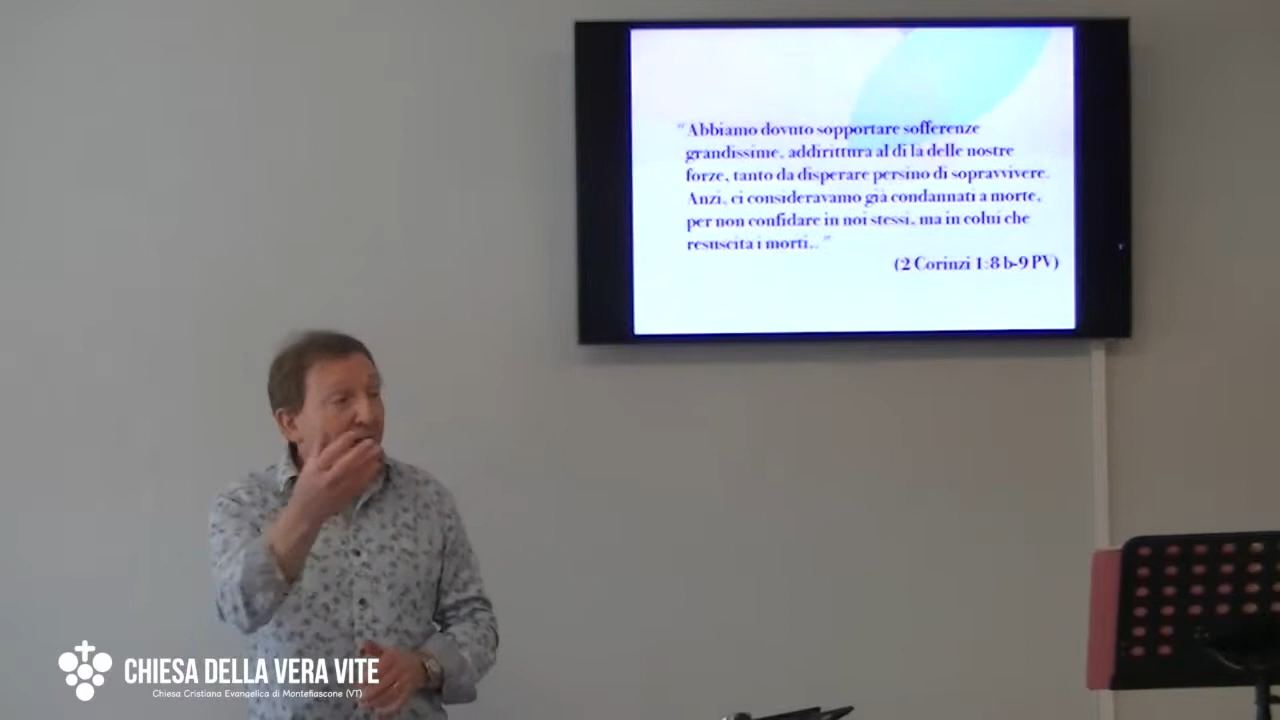 "Abbiamo dovuto sopportare sofferenze
grandissime, addirittura al di la delle nostre
forze, tanto da disperare persino di sopravvivere.
Anzi, ci consideravamo già condannati a morte,
per non confidare in noi stessi, ma in colui che
resuscita i morti.. "
(2 Corinzi 1:8 b-9 PV)
CHIESA DELLA VERA VITE
Chiesa Cristiana Evangelica di Montefiascone (VT)